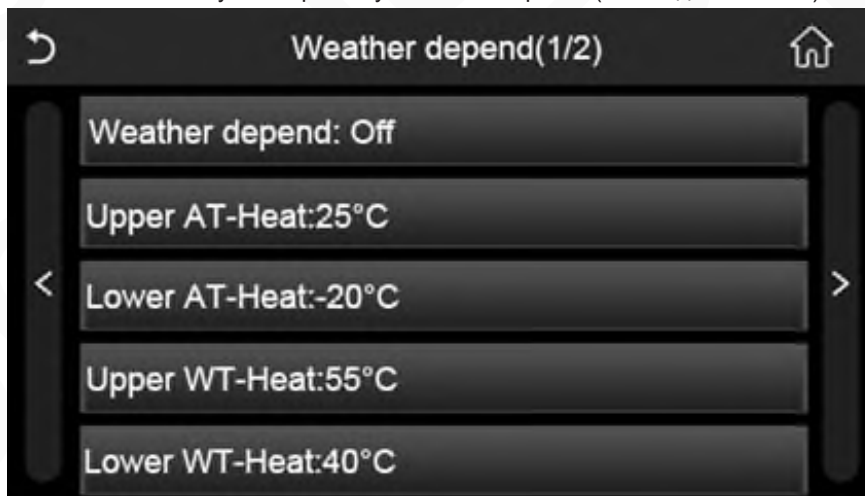 Weather depend(1/2)
Weather depend: Off
Upper AT-Heat:25°C
< Lower AT-Heat:-20°C >
Upper WT-Heat:55°C
Lower WT-Heat:40°C